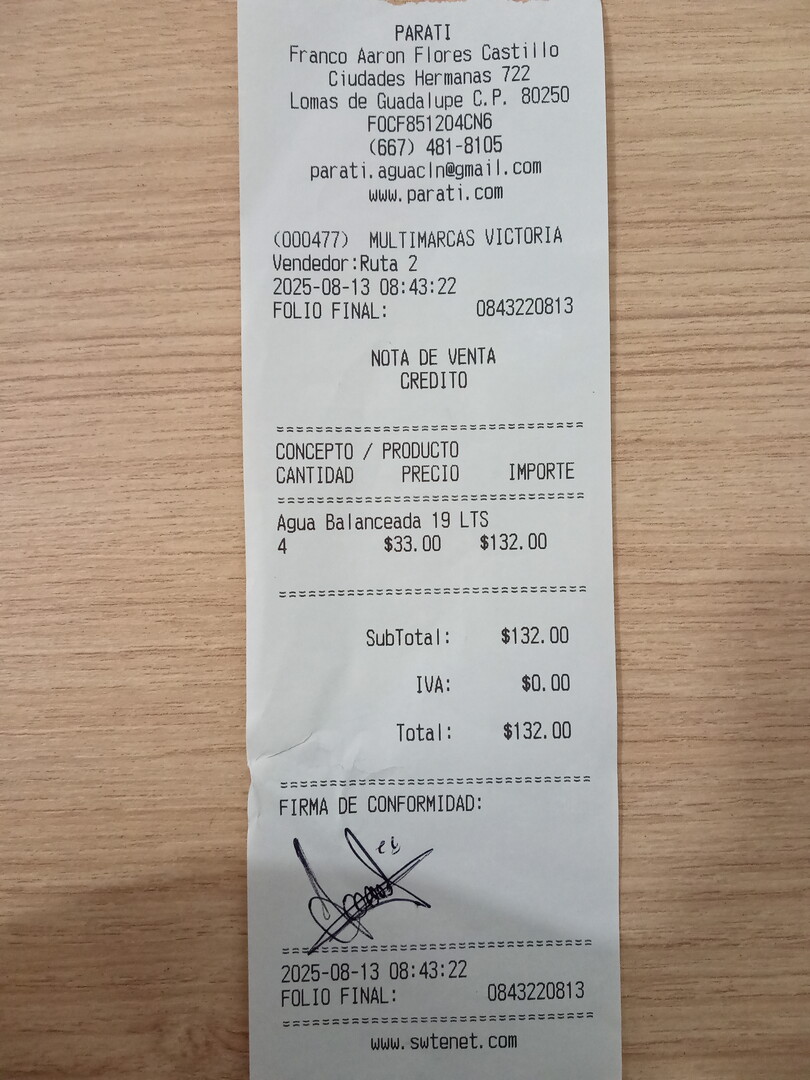 PARATI
Franco Aaron Flores Castillo
Ciudades Hermanas 722
Lomas de Guadalupe C.P. 80250
FOCF851204CN6
(667) 481-8105
parati.aguacln@gmail.com
www.parati.com
(000477) MULTIMARCAS VICTORIA
Vendedor:Ruta 2
2025-08-13 08:43:22
FOLIO FINAL: 0843220813
NOTA DE VENTA
CREDITO
==============================
CONCEPTO / PRODUCTO
CANTIDAD PRECIO IMPORTE
==============================
Agua Balanceada 19 LTS
4 $33.00 $132.00
==============================
SubTotal: $132.00
IVA: $0.00
Total: $132.00
==============================
FIRMA DE CONFORMIDAD:
==============================
2025-08-13 08:43:22
FOLIO FINAL: 0843220813
==============================
www.swtenet.com